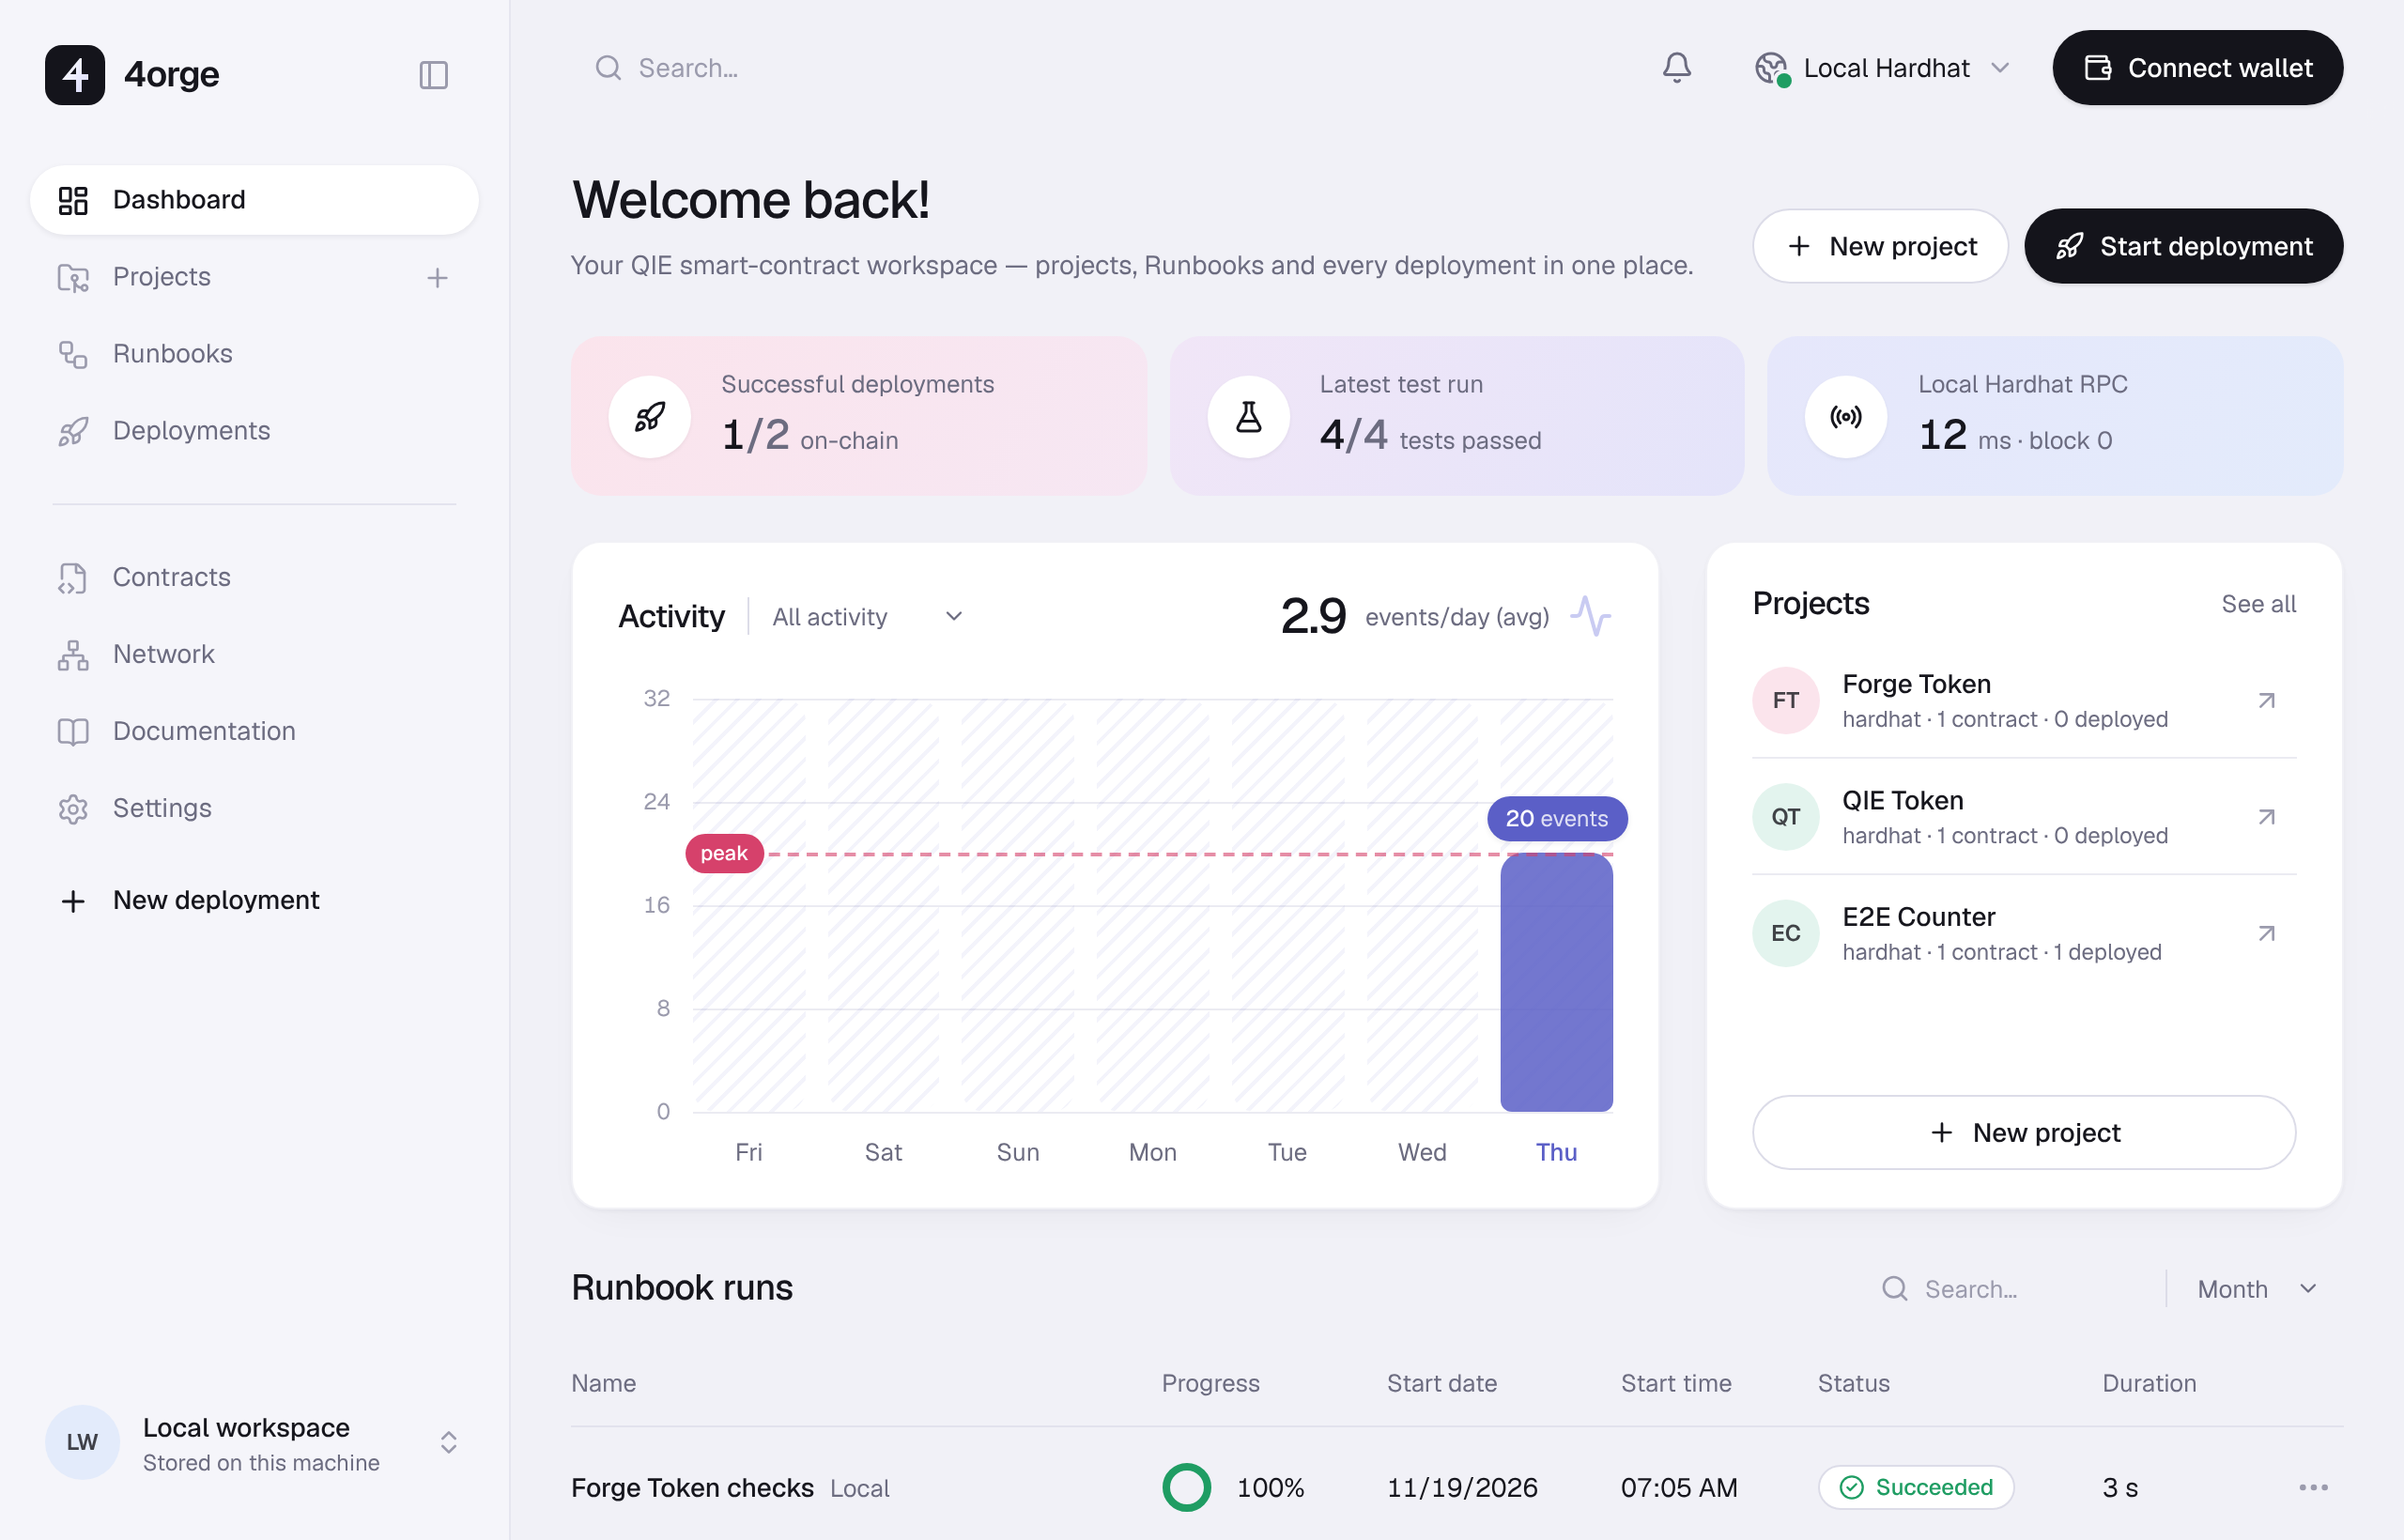 4 4orge
Dashboard
Projects
Runbooks
Deployments
Contracts
Network
Documentation
Settings
New deployment
LW
Local workspace
Stored on this machine
Search...
Local Hardhat
Connect wallet
Welcome back!
Your QIE smart-contract workspace — projects, Runbooks and every deployment in one place.
New project
Start deployment
Successful deployments
1/2 on-chain
Latest test run
4/4 tests passed
Local Hardhat RPC
12 ms · block 0
Activity
All activity
2.9 events/day (avg)
32
24
16
8
0
peak
20 events
Fri
Sat
Sun
Mon
Tue
Wed
Thu
Projects
See all
FT
Forge Token
hardhat · 1 contract · 0 deployed
QT
QIE Token
hardhat · 1 contract · 0 deployed
EC
E2E Counter
hardhat · 1 contract · 1 deployed
New project
Runbook runs
Search...
Month
Name Progress Start date Start time Status Duration
Forge Token checks Local 100% 11/19/2026 07:05 AM Succeeded 3 s